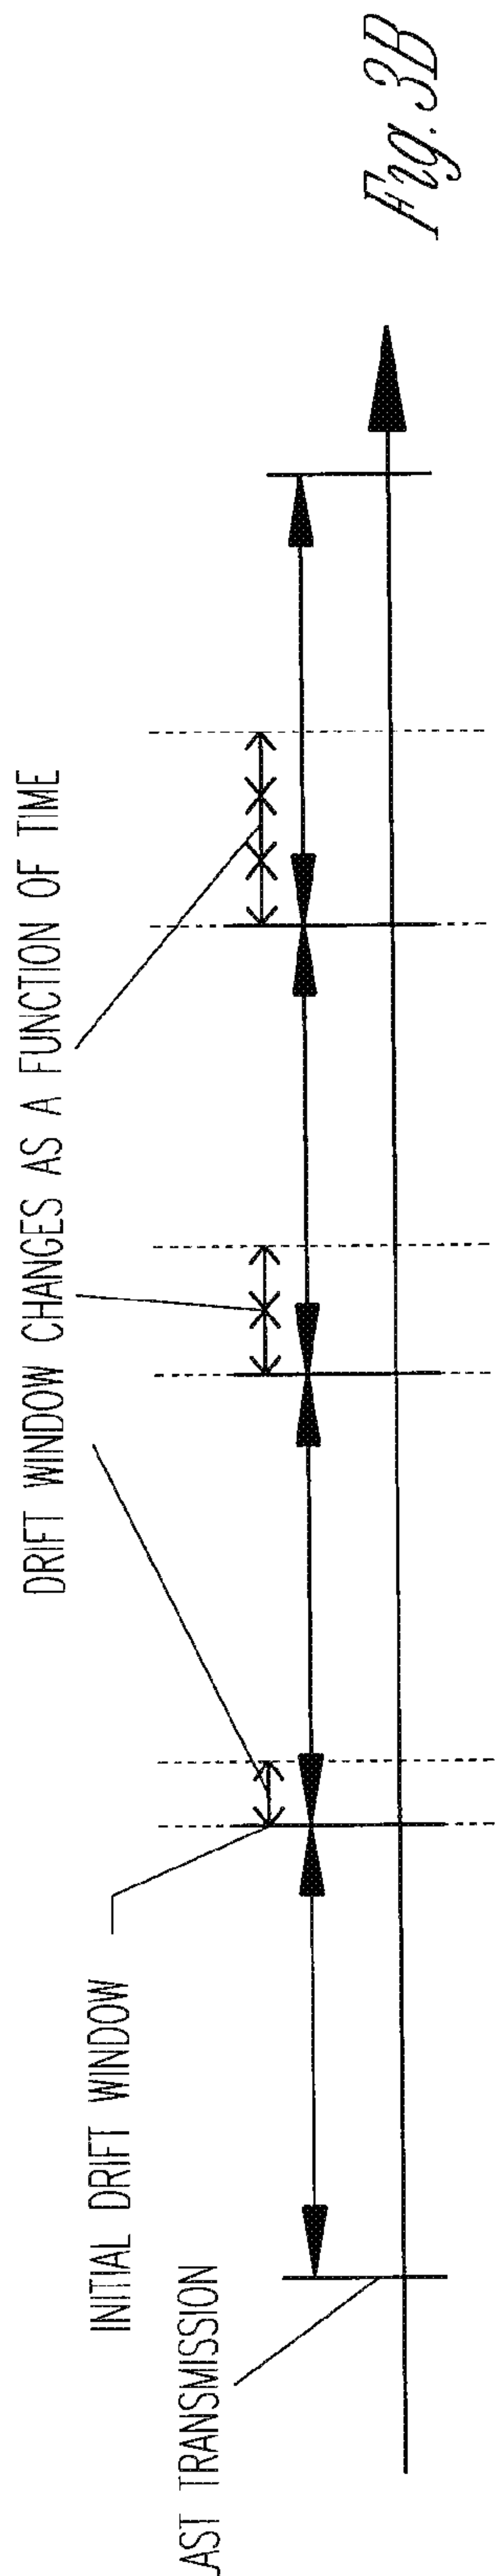 DRIFT WINDOW CHANGES AS A FUNCTION OF TIME
INITIAL DRIFT WINDOW
AST TRANSMISSION
Fig. 3B